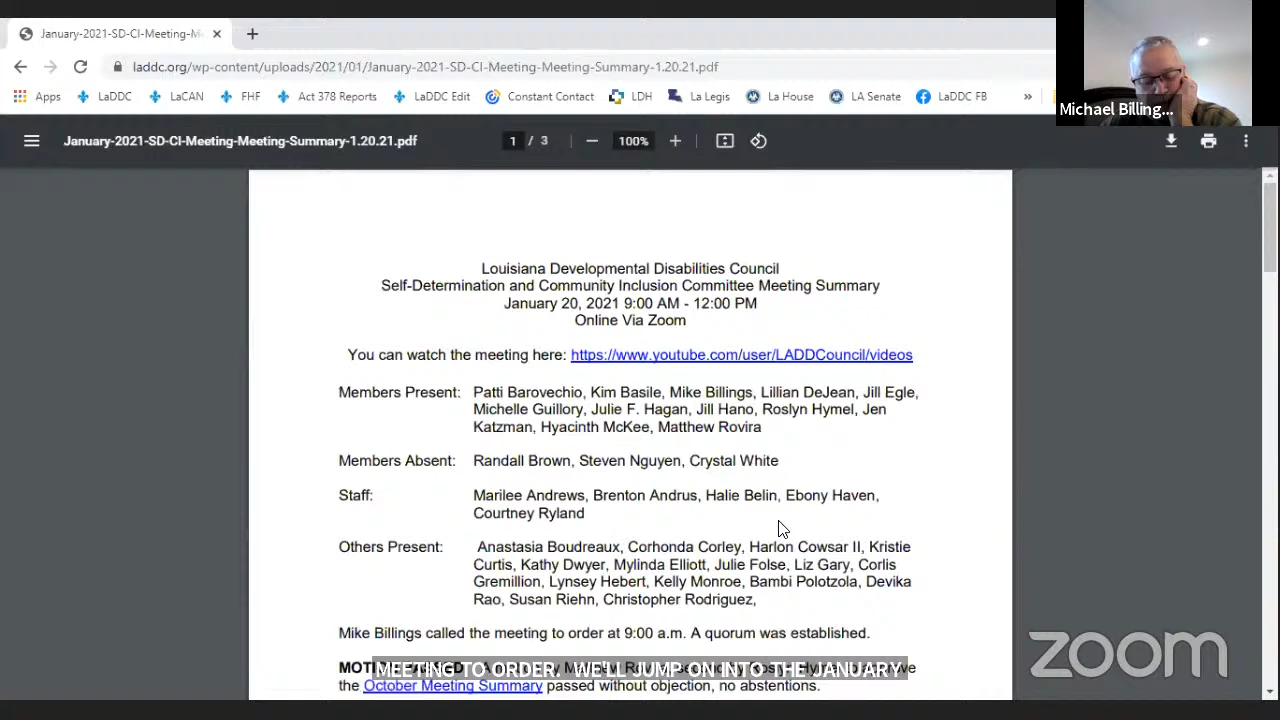 January-2021-SD-CI-Meeting-M
laddc.org/wp-content/uploads/2021/01/January-2021-SD-CI-Meeting-Meeting-Summary-1.20.21.pdf
Apps LaDDC LaCAN FHF Act 378 Reports LaDDC Edit Constant Contact LDH La Legis La House LA Senate LaDDC FB »
Michael Billing...
January-2021-SD-CI-Meeting-Meeting-Summary-1.20.21.pdf 1 / 3 100%
Louisiana Developmental Disabilities Council
Self-Determination and Community Inclusion Committee Meeting Summary
January 20, 2021 9:00 AM - 12:00 PM
Online Via Zoom
You can watch the meeting here: https://www.youtube.com/user/LADDCouncil/videos
Members Present: Patti Barovechio, Kim Basile, Mike Billings, Lillian DeJean, Jill Egle,
Michelle Guillory, Julie F. Hagan, Jill Hano, Roslyn Hymel, Jen
Katzman, Hyacinth McKee, Matthew Rovira
Members Absent: Randall Brown, Steven Nguyen, Crystal White
Staff: Marilee Andrews, Brenton Andrus, Halie Belin, Ebony Haven,
Courtney Ryland
Others Present: Anastasia Boudreaux, Corhonda Corley, Harlon Cowsar II, Kristie
Curtis, Kathy Dwyer, Mylinda Elliott, Julie Folse, Liz Gary, Corlis
Gremillion, Lynsey Hebert, Kelly Monroe, Bambi Polotzola, Devika
Rao, Susan Riehn, Christopher Rodriguez,
Mike Billings called the meeting to order at 9:00 a.m. A quorum was established.
MEETING TO ORDER. WE'LL JUMP ON INTO THE JANUARY
the October Meeting Summary passed without objection, no abstentions.
zoom